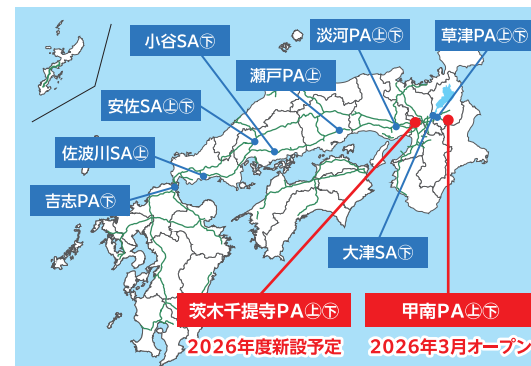 小谷SA㊦
淡河PA㊤㊦
草津PA㊤㊦
瀬戸PA㊤
安佐SA㊤㊦
佐波川SA㊤
吉志PA㊦
大津SA㊦
茨木千提寺PA㊤㊦
甲南PA㊤㊦
2026年度新設予定
2026年3月オープン